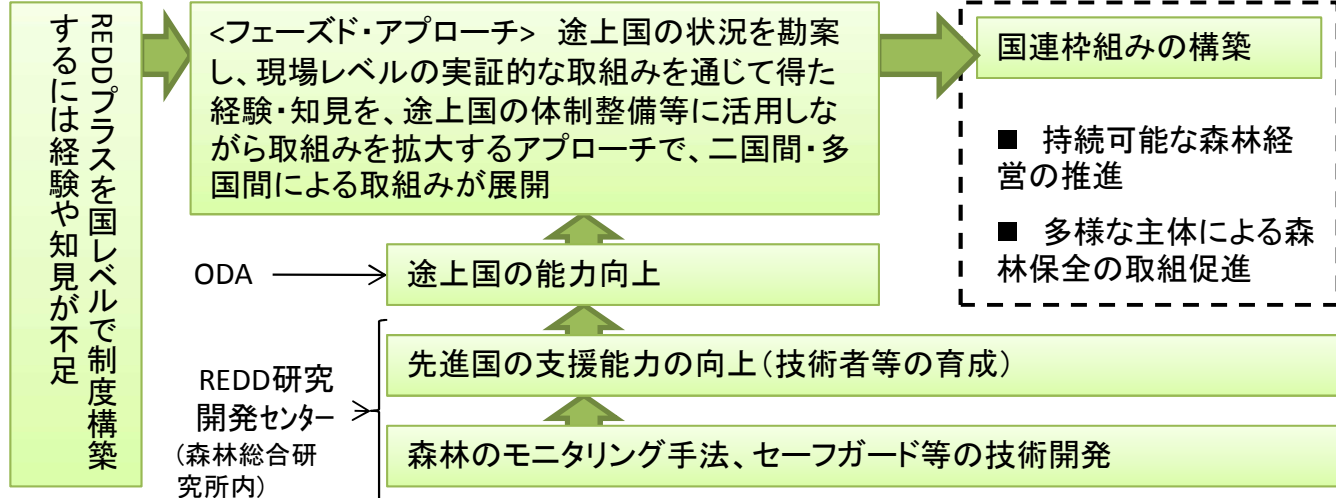 REDDプラスを国レベルで制度構築
するには経験や知見が不足
<フェーズド・アプローチ>　途上国の状況を勘案
し、現場レベルの実証的な取組みを通じて得た
経験・知見を、途上国の体制整備等に活用しな
がら取組みを拡大するアプローチで、二国間・多
国間による取組みが展開
国連枠組みの構築
■　持続可能な森林経
営の推進
■　多様な主体による森
林保全の取組促進
ODA
途上国の能力向上
REDD研究
開発センター
(森林総合研
究所内)
先進国の支援能力の向上（技術者等の育成）
森林のモニタリング手法、セーフガード等の技術開発